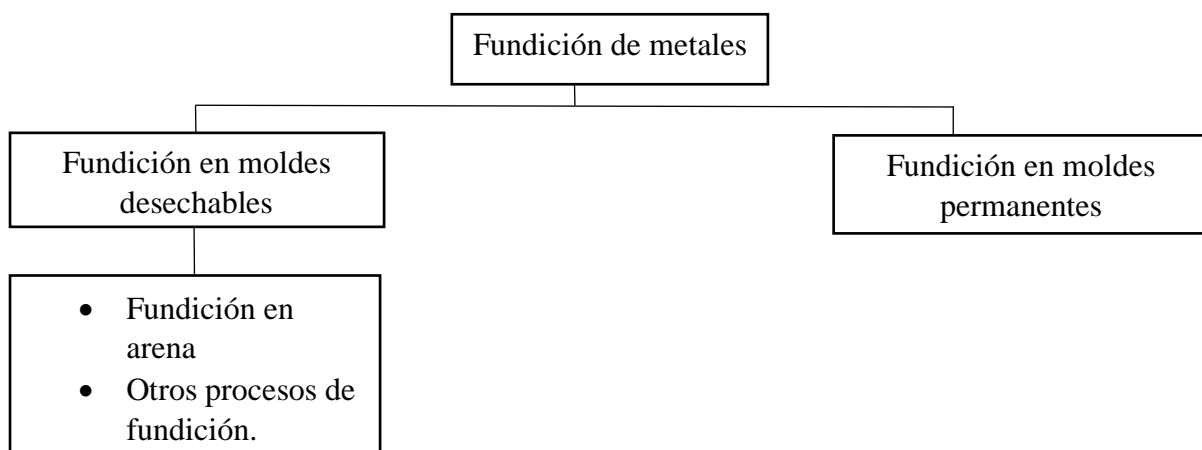 Fundición de metales
Fundición en moldes
desechables
Fundición en moldes
permanentes
• Fundición en
arena
• Otros procesos de
fundición.